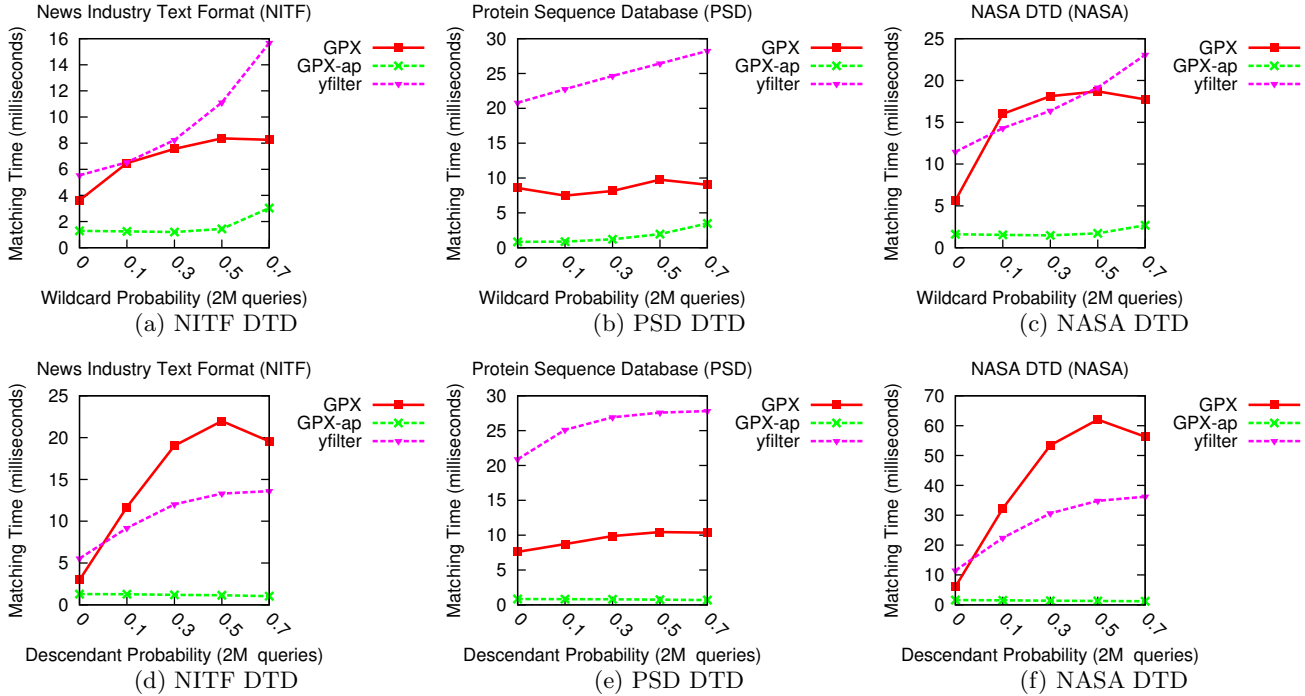 News Industry Text Format (NITF)
Matching Time (milliseconds)
16
14
12
10
8
6
4
2
0
0
0.1
0.3
0.5
0.7
Wildcard Probability (2M queries)
GPX
GPX-ap
yfilter
(a) NITF DTD
Protein Sequence Database (PSD)
Matching Time (milliseconds)
30
25
20
15
10
5
0
0
0.1
0.3
0.5
0.7
Wildcard Probability (2M queries)
GPX
GPX-ap
yfilter
(b) PSD DTD
NASA DTD (NASA)
Matching Time (milliseconds)
25
20
15
10
5
0
0
0.1
0.3
0.5
0.7
Wildcard Probability (2M queries)
GPX
GPX-ap
yfilter
(c) NASA DTD
News Industry Text Format (NITF)
Matching Time (milliseconds)
25
20
15
10
5
0
0
0.1
0.3
0.5
0.7
Descendant Probability (2M queries)
GPX
GPX-ap
yfilter
(d) NITF DTD
Protein Sequence Database (PSD)
Matching Time (milliseconds)
30
25
20
15
10
5
0
0
0.1
0.3
0.5
0.7
Descendant Probability (2M queries)
GPX
GPX-ap
yfilter
(e) PSD DTD
NASA DTD (NASA)
Matching Time (milliseconds)
70
60
50
40
30
20
10
0
0
0.1
0.3
0.5
0.7
Descendant Probability (2M queries)
GPX
GPX-ap
yfilter
(f) NASA DTD